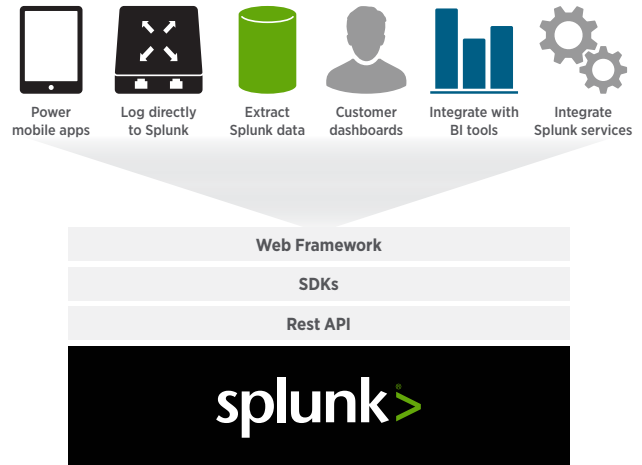 Power
mobile apps
Log directly
to Splunk
Extract
Splunk data
Customer
dashboards
Integrate with
BI tools
Integrate
Splunk services
Web Framework
SDKs
Rest API
splunk>®